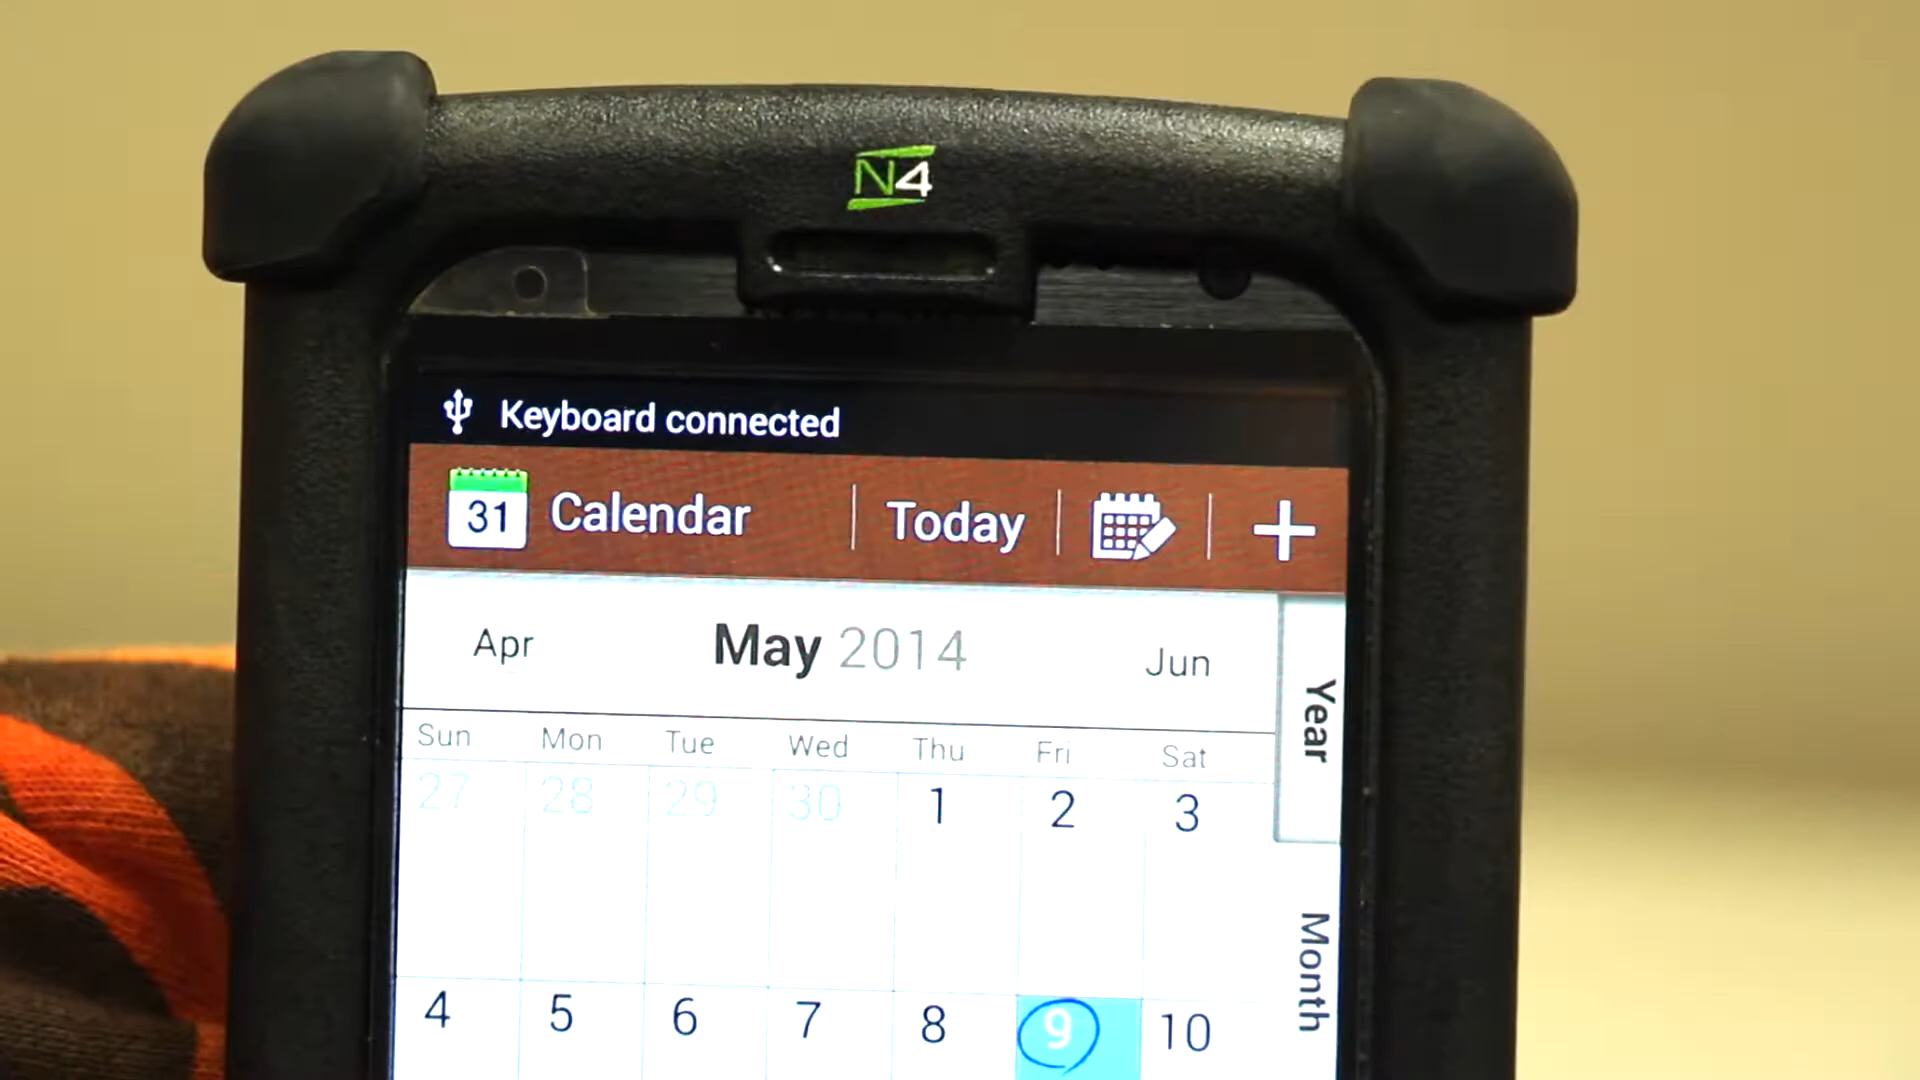 N4
Keyboard connected
31 Calendar Today
Apr May 2014 Jun
Year
Sun Mon Tue Wed Thu Fri Sat
27 28 29 30 1 2 3
Month
4 5 6 7 8 9 10